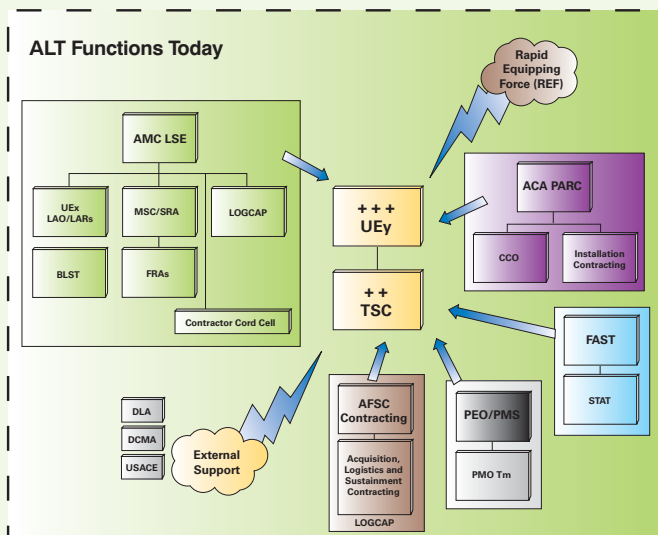 ALT Functions Today
Rapid
Equipping
Force (REF)
AMC LSE
UEx
LAO/LARs
MSC/SRA
LOGCAP
BLST
FRAs
Contractor Cord Cell
+ + +
UEy
+ +
TSC
ACA PARC
CCO
Installation
Contracting
FAST
STAT
DLA
DCMA
USACE
External
Support
AFSC
Contracting
Acquisition,
Logistics and
Sustainment
Contracting
LOGCAP
PEO/PMS
PMO Tm